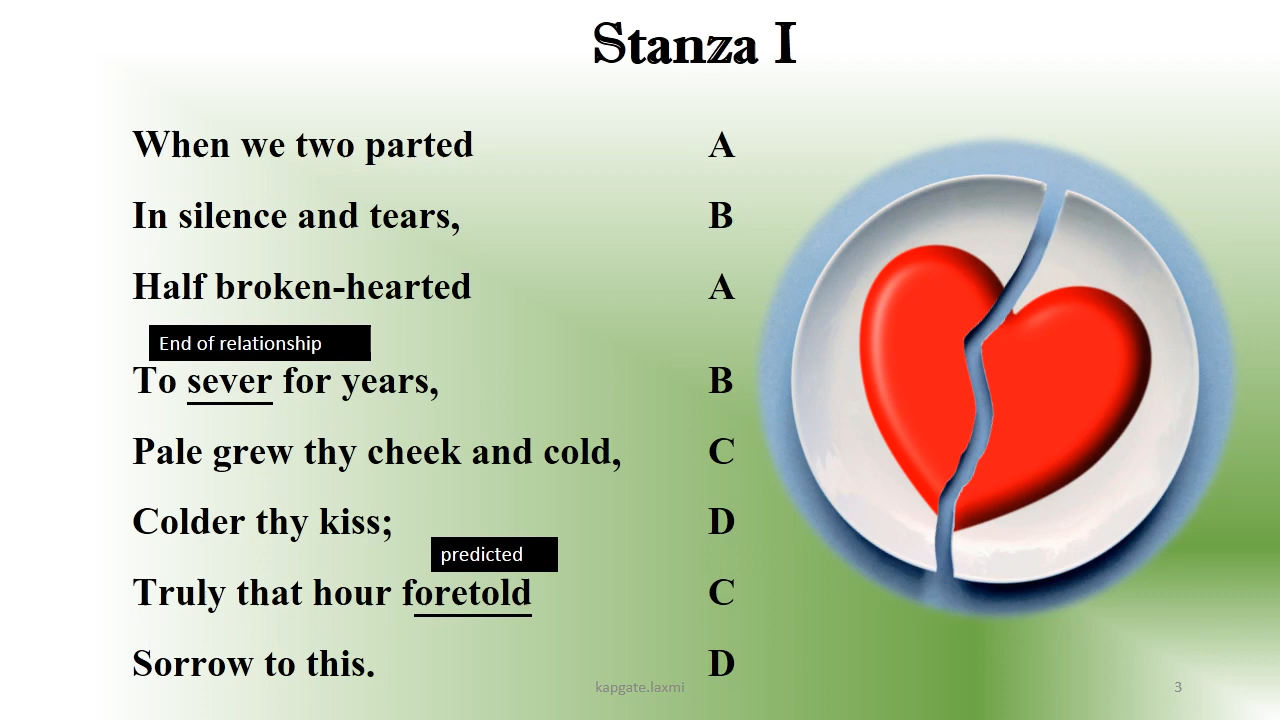 Stanza I
When we two parted A
In silence and tears, B
Half broken-hearted A
End of relationship
To sever for years, B
Pale grew thy cheek and cold, C
Colder thy kiss; D
predicted
Truly that hour foretold C
Sorrow to this. D
kapgate.laxmi 3